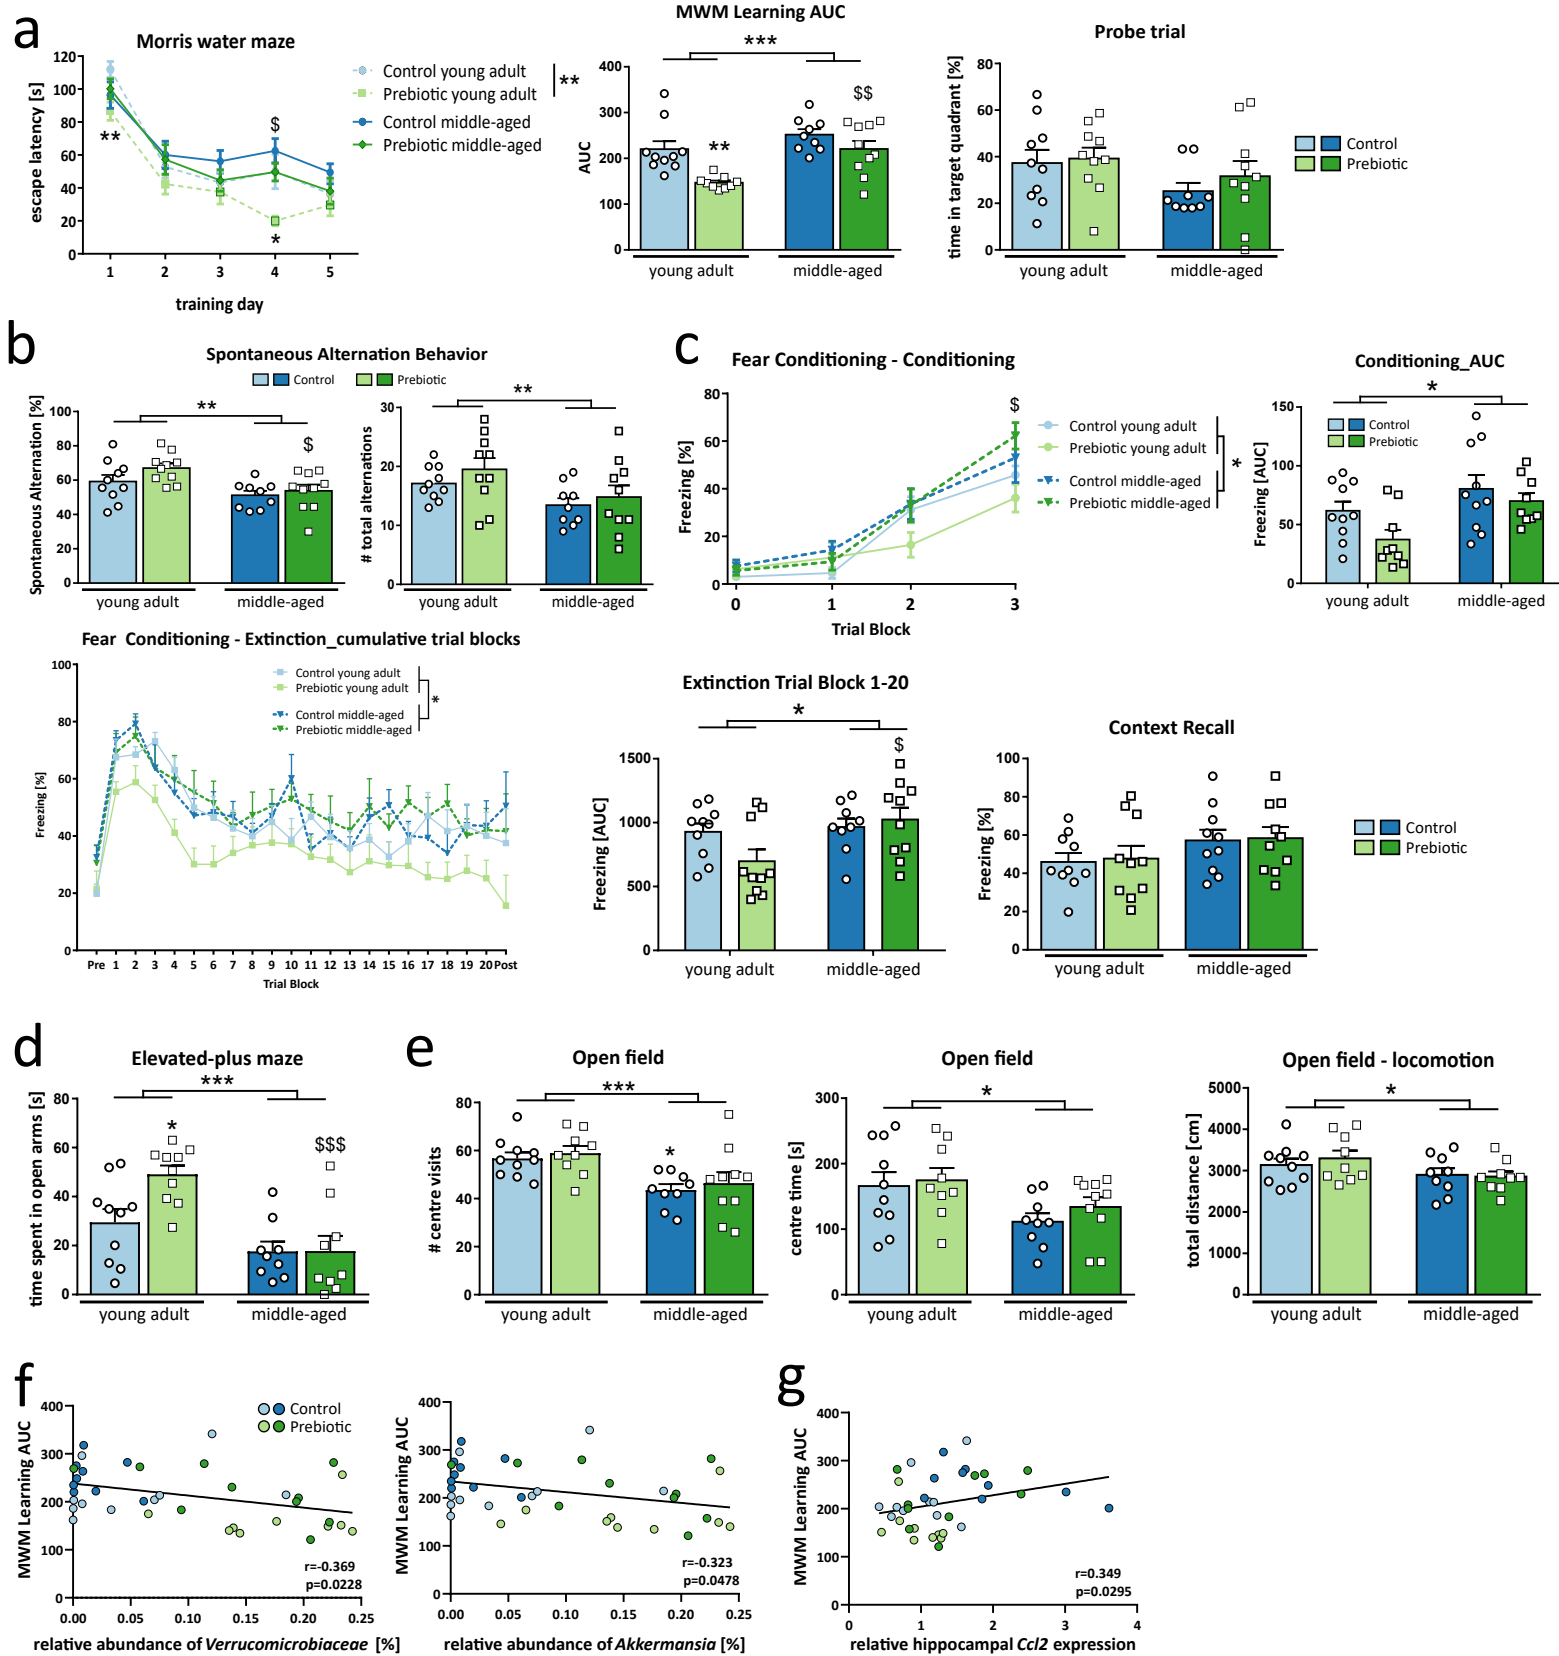 a
Morris water maze
escape latency [s]
120
100
80
60
40
20
0
**
$
*
1 2 3 4 5
training day
Control young adult
Prebiotic young adult
**
Control middle-aged
Prebiotic middle-aged
MWM Learning AUC
***
AUC
400
300
200
100
0
**
$$
young adult middle-aged
Probe trial
time in target quadrant [%]
80
60
40
20
0
young adult middle-aged
Control
Prebiotic
b
Spontaneous Alternation Behavior
Control Prebiotic
Spontaneous Alternation [%]
100
80
60
40
20
0
**
$
young adult middle-aged
# total alternations
30
20
10
0
**
young adult middle-aged
c
Fear Conditioning - Conditioning
Freezing [%]
80
60
40
20
0
$
0 1 2 3
Trial Block
Control young adult
Prebiotic young adult
Control middle-aged
Prebiotic middle-aged
*
Conditioning_AUC
*
Freezing [AUC]
150
100
50
0
Control
Prebiotic
young adult middle-aged
Fear Conditioning - Extinction_cumulative trial blocks
Freezing [%]
100
80
60
40
20
0
Control young adult
Prebiotic young adult
Control middle-aged
Prebiotic middle-aged
*
Pre 1 2 3 4 5 6 7 8 9 10 11 12 13 14 15 16 17 18 19 20 Post
Trial Block
Extinction Trial Block 1-20
*
$
Freezing [AUC]
1500
1000
500
0
young adult middle-aged
Context Recall
Freezing [%]
100
80
60
40
20
0
young adult middle-aged
Control
Prebiotic
d
Elevated-plus maze
***
time spent in open arms [s]
80
60
40
20
0
*
$$$
young adult middle-aged
e
Open field
***
# centre visits
80
60
40
20
0
*
young adult middle-aged
Open field
*
centre time [s]
300
200
100
0
young adult middle-aged
Open field - locomotion
*
total distance [cm]
5000
4000
3000
2000
1000
0
young adult middle-aged
f
MWM Learning AUC
400
300
200
100
0
Control
Prebiotic
r=-0.369
p=0.0228
0.00 0.05 0.10 0.15 0.20 0.25
relative abundance of Verrucomicrobiaceae [%]
MWM Learning AUC
400
300
200
100
0
r=-0.323
p=0.0478
0.00 0.05 0.10 0.15 0.20 0.25
relative abundance of Akkermansia [%]
g
MWM Learning AUC
400
300
200
100
0
r=0.349
p=0.0295
0 1 2 3 4
relative hippocampal Ccl2 expression